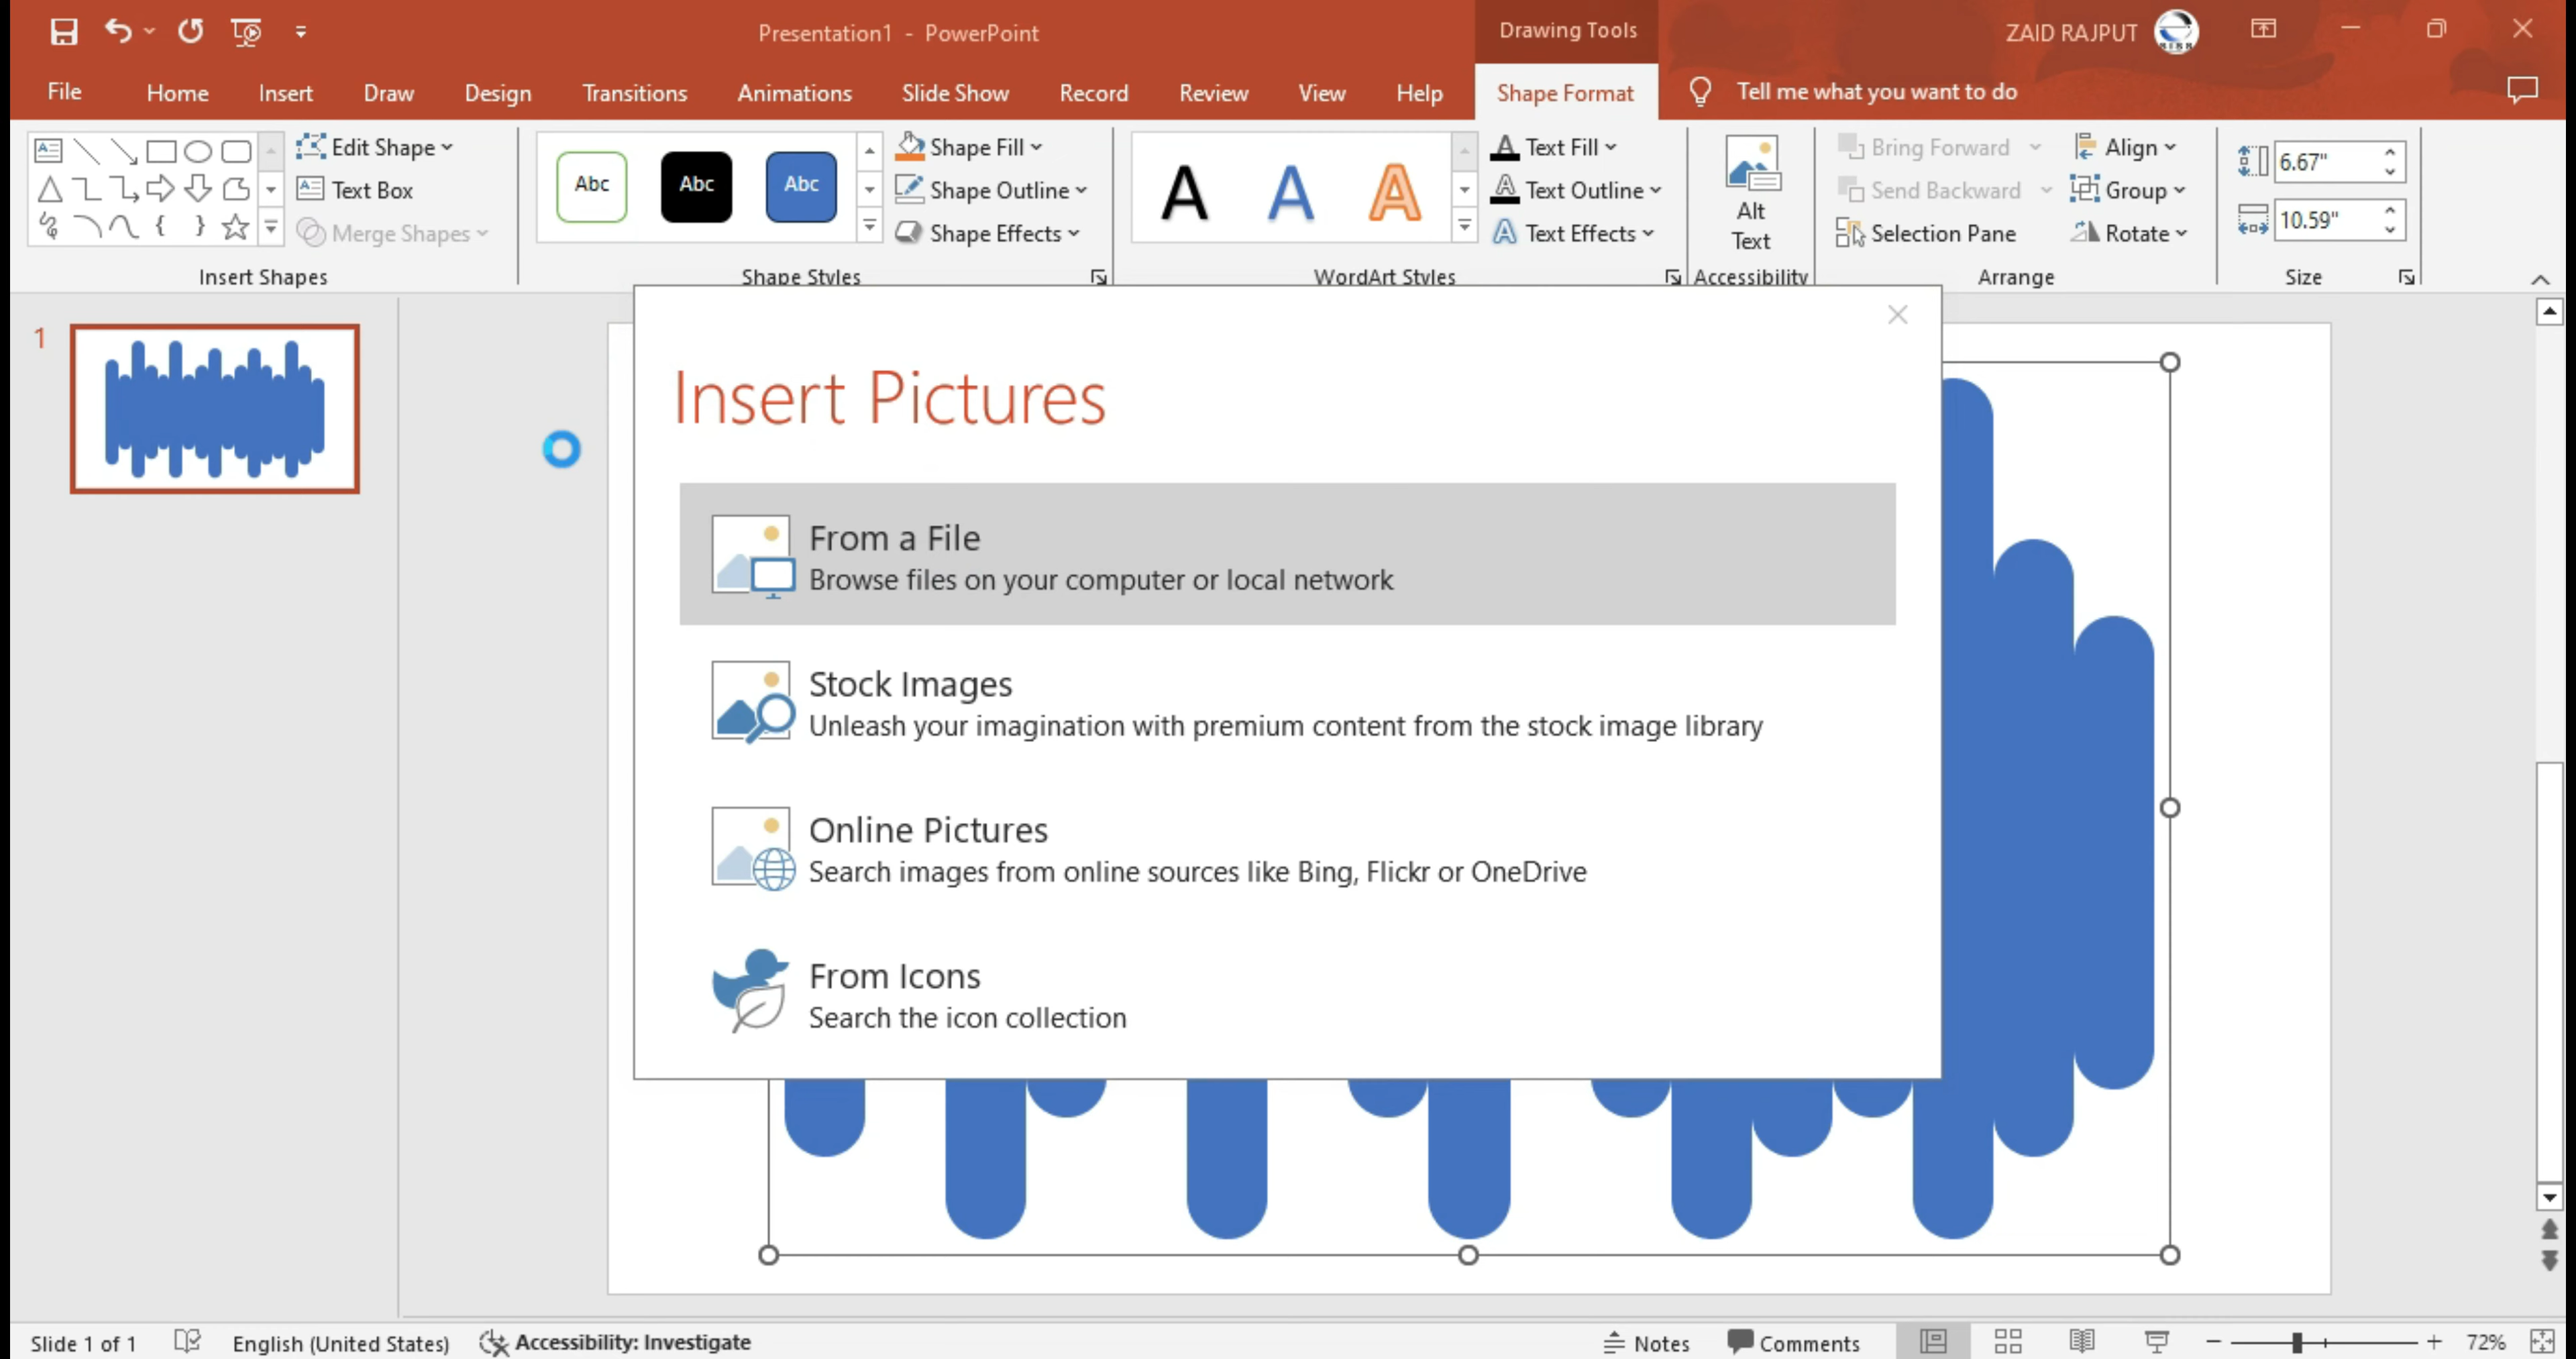 Presentation1 - PowerPoint
Drawing Tools
ZAID RAJPUT
File Home Insert Draw Design Transitions Animations Slide Show Record Review View Help Shape Format Tell me what you want to do
Edit Shape
Text Box
Merge Shapes
Insert Shapes
Abc Abc Abc
Shape Fill
Shape Outline
Shape Effects
Shape Styles
A A A
Text Fill
Text Outline
Text Effects
WordArt Styles
Alt
Text
Accessibility
Bring Forward
Send Backward
Selection Pane
Align
Group
Rotate
Arrange
6.67"
10.59"
Size
1
Insert Pictures
From a File
Browse files on your computer or local network
Stock Images
Unleash your imagination with premium content from the stock image library
Online Pictures
Search images from online sources like Bing, Flickr or OneDrive
From Icons
Search the icon collection
Slide 1 of 1 English (United States) Accessibility: Investigate Notes Comments 72%